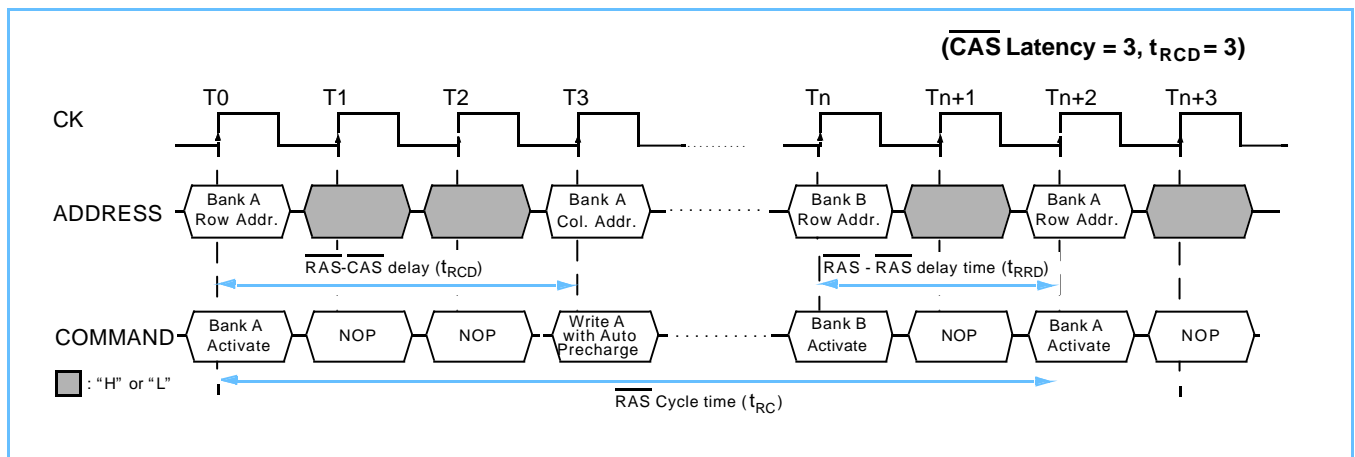 (CAS Latency = 3, tRCD = 3)
T0 T1 T2 T3 Tn Tn+1 Tn+2 Tn+3
CK
ADDRESS
Bank A
Row Addr.
Bank A
Col. Addr.
Bank B
Row Addr.
Bank A
Row Addr.
RAS-CAS delay (tRCD)
RAS - RAS delay time (tRRD)
COMMAND
Bank A
Activate
NOP
NOP
Write A
with Auto
Precharge
Bank B
Activate
NOP
Bank A
Activate
NOP
: “H” or “L”
RAS Cycle time (tRC)